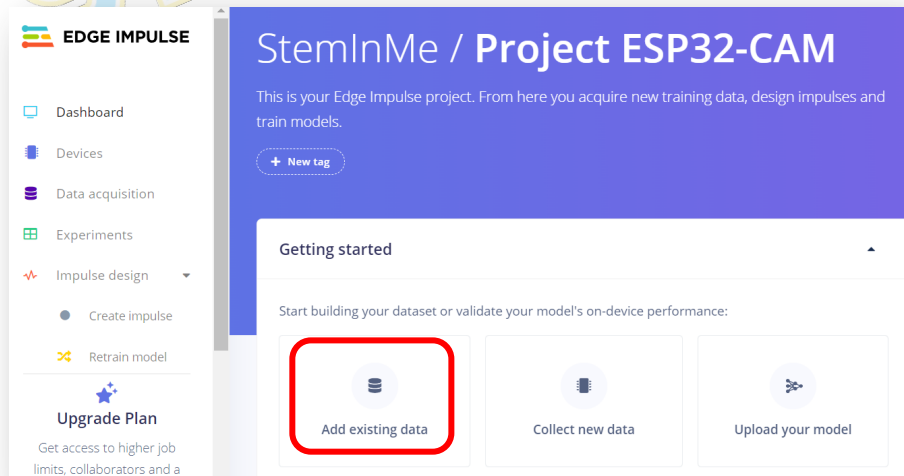 EDGE IMPULSE
Dashboard
Devices
Data acquisition
Experiments
Impulse design
Create impulse
Retrain model
Upgrade Plan
Get access to higher job
limits, collaborators and a
StemInMe / Project ESP32-CAM
This is your Edge Impulse project. From here you acquire new training data, design impulses and
train models.
+ New tag
Getting started
Start building your dataset or validate your model's on-device performance:
Add existing data
Collect new data
Upload your model